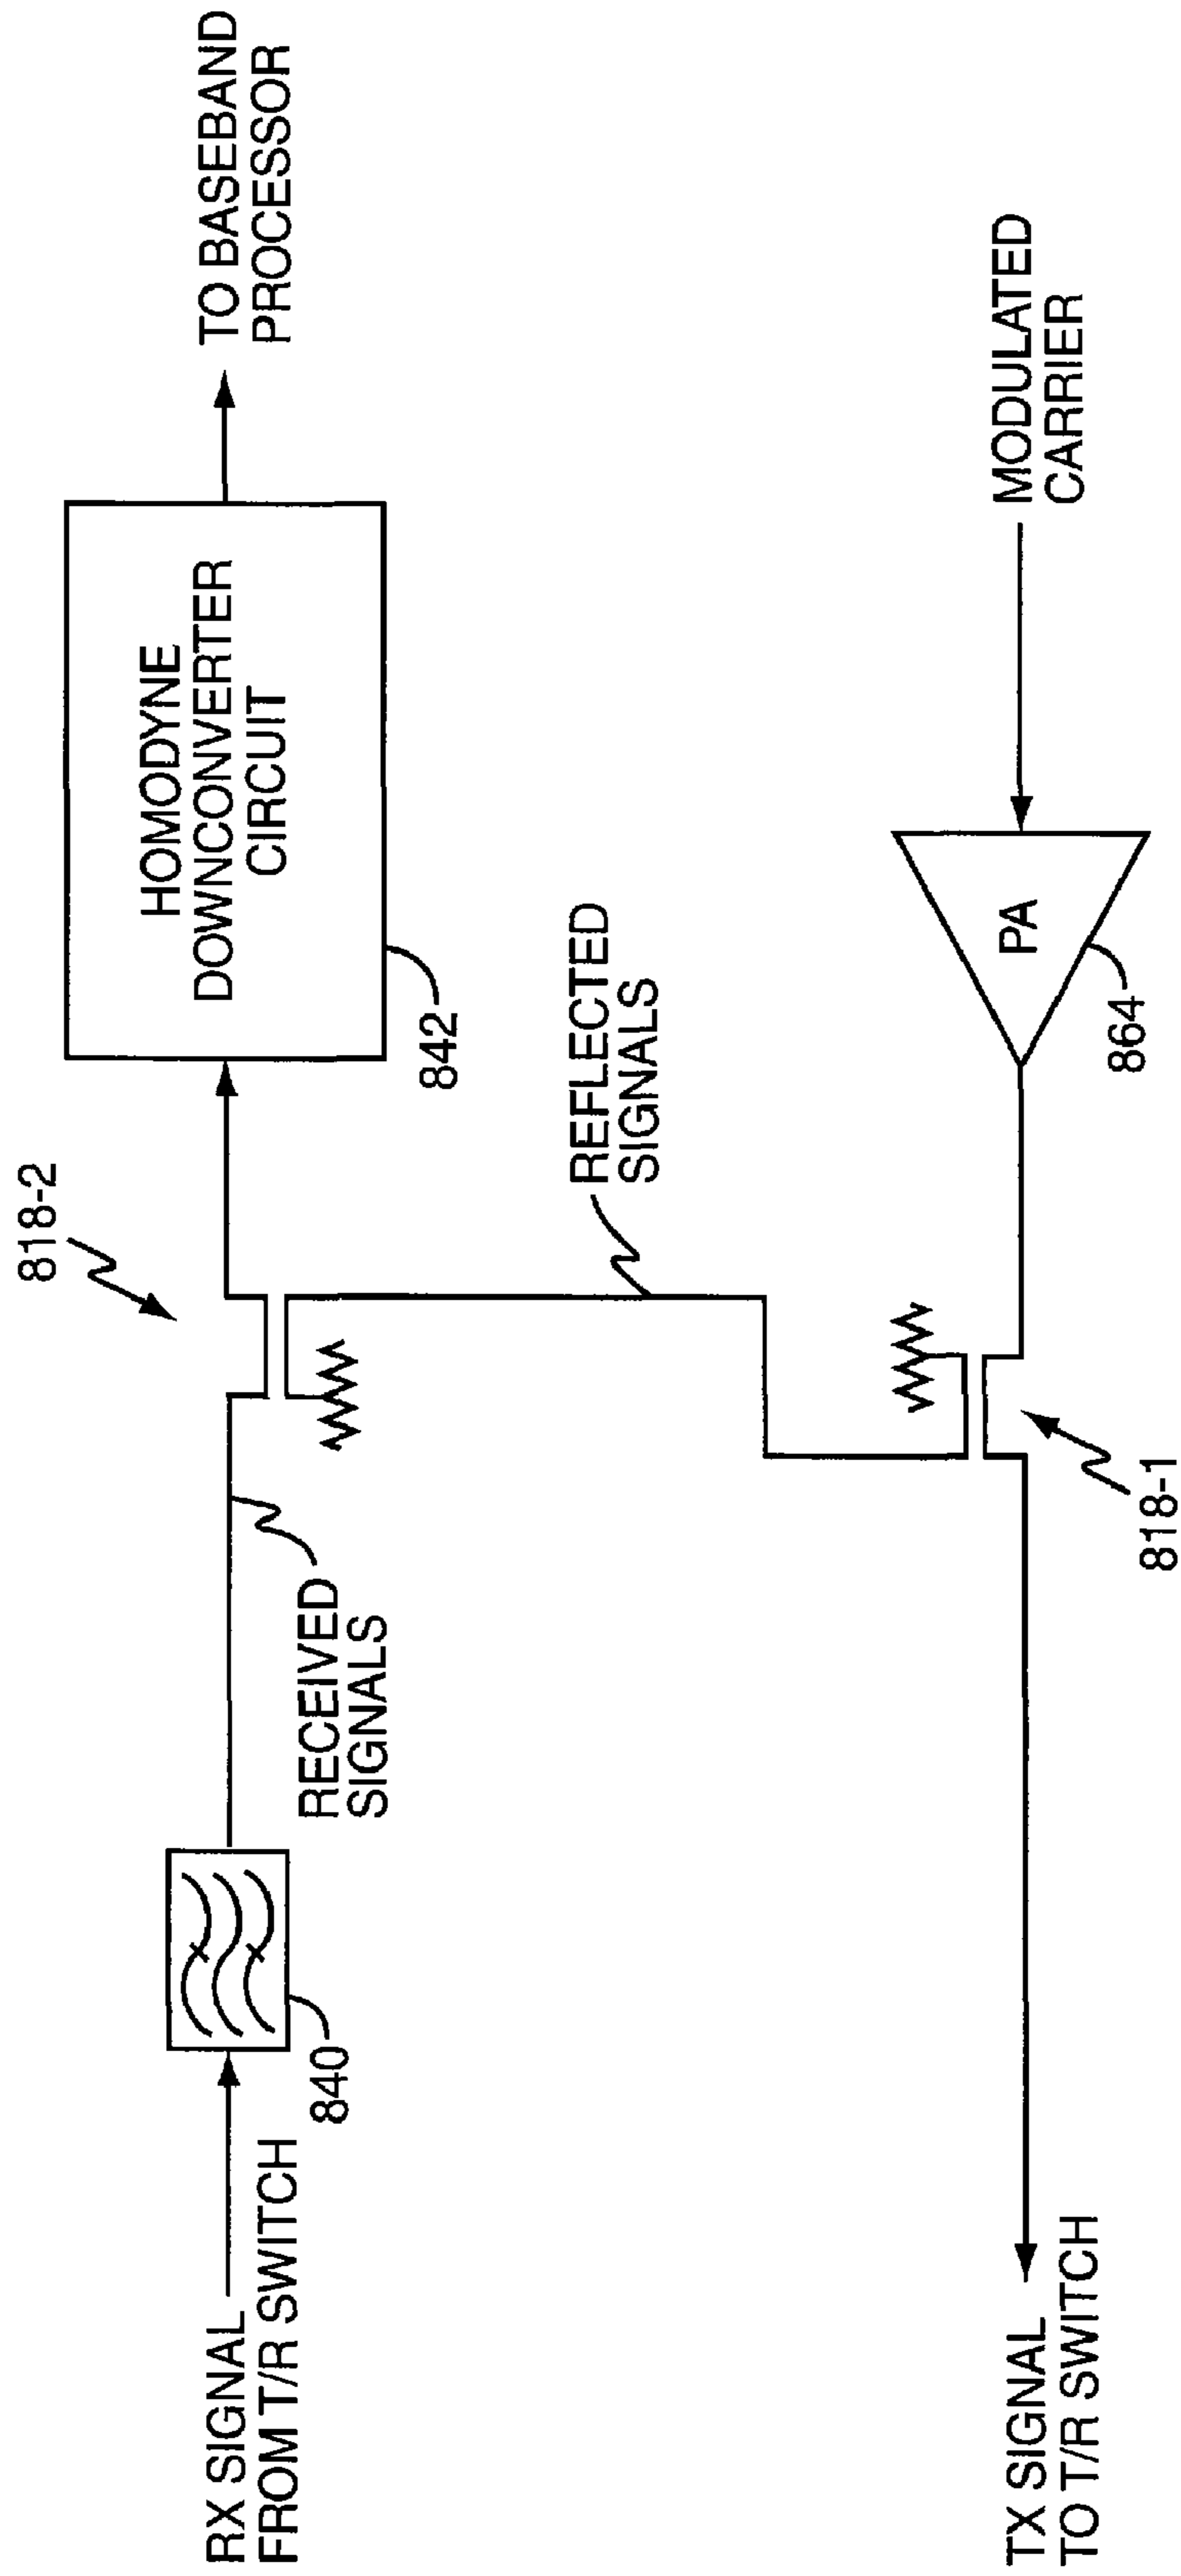 818-2
HOMODYNE
DOWNCONVERTER
CIRCUIT
TO BASEBAND
PROCESSOR
842
RX SIGNAL
FROM T/R SWITCH
840
RECEIVED
SIGNALS
REFLECTED
SIGNALS
MODULATED
CARRIER
PA
864
818-1
TX SIGNAL
TO T/R SWITCH